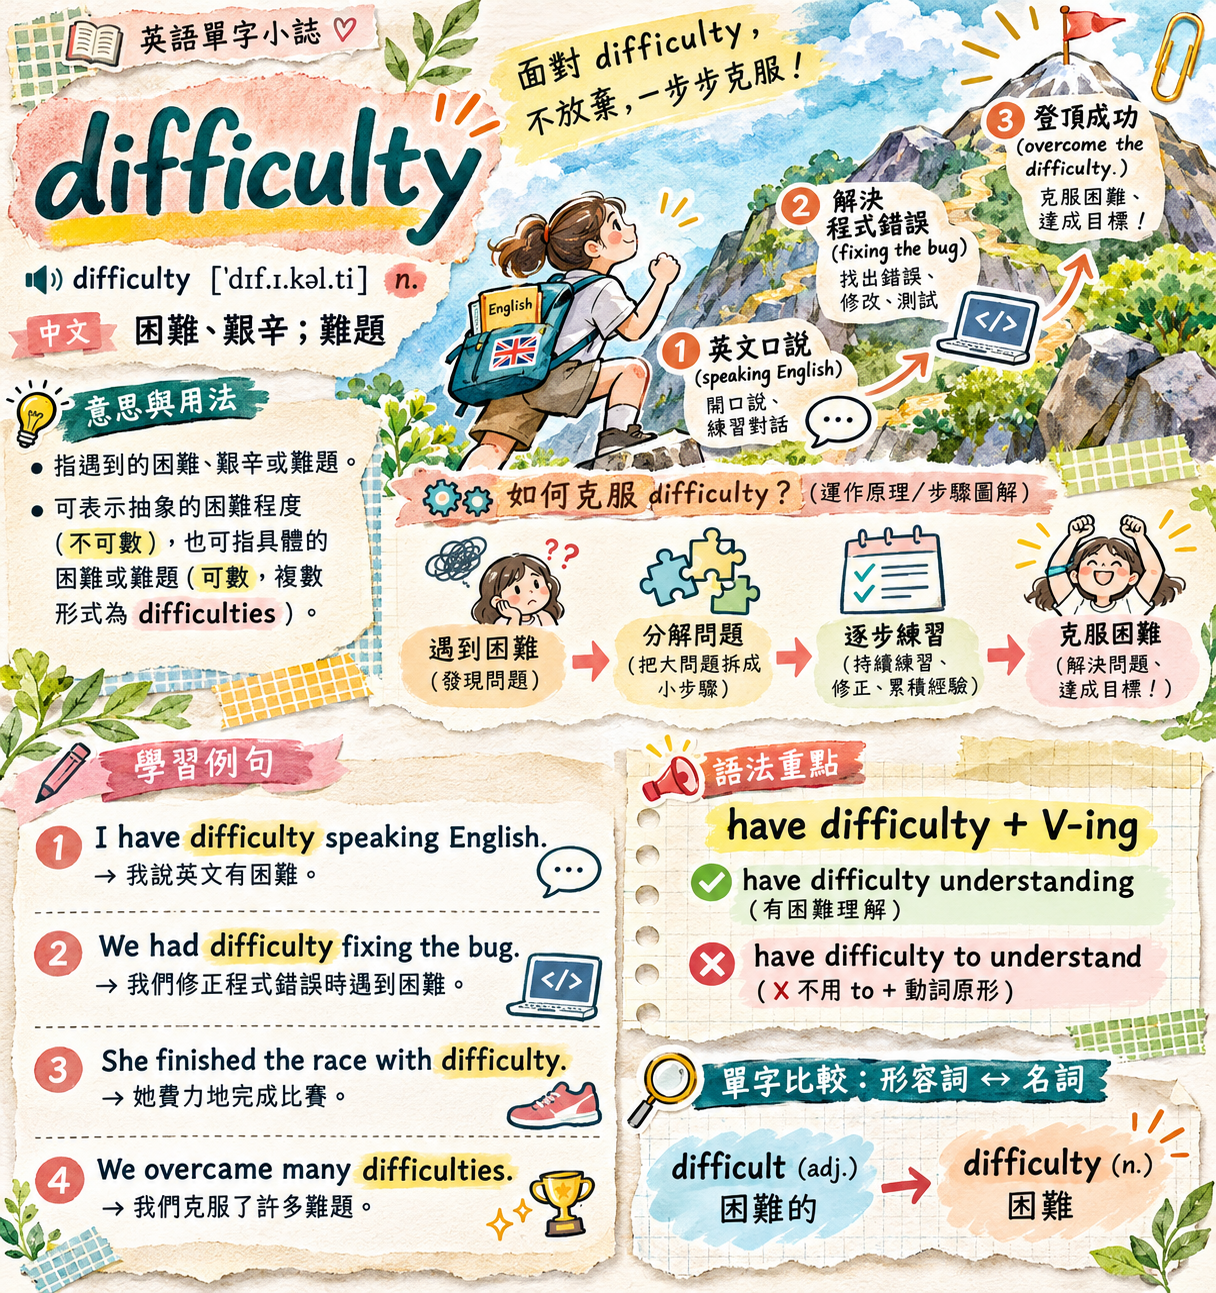 英語單字小誌
difficulty
difficulty [ˈdɪf.ɪ.kəl.ti] n.
中文 困難、艱辛；難題
面對 difficulty，
不放棄，一步步克服！
English
1 英文口說
(speaking English)
開口說、
練習對話
2 解決
程式錯誤
(fixing the bug)
找出錯誤、
修改、測試
</>
3 登頂成功
(overcome the
difficulty.)
克服困難、
達成目標！
意思與用法
• 指遇到的困難、艱辛或難題。
• 可表示抽象的困難程度
(不可數)，也可指具體的
困難或難題(可數，複數
形式為 difficulties)。
如何克服 difficulty？(運作原理/步驟圖解)
??
遇到困難
(發現問題)
分解問題
(把大問題拆成
小步驟)
逐步練習
(持續練習、
修正、累積經驗)
克服困難
(解決問題、
達成目標！)
學習例句
1 I have difficulty speaking English.
→ 我說英文有困難。
2 We had difficulty fixing the bug.
→ 我們修正程式錯誤時遇到困難。
</>
3 She finished the race with difficulty.
→ 她費力地完成比賽。
4 We overcame many difficulties.
→ 我們克服了許多難題。
語法重點
have difficulty + V-ing
have difficulty understanding
(有困難理解)
have difficulty to understand
(X 不用 to + 動詞原形)
單字比較：形容詞 ↔ 名詞
difficult (adj.)
困難的
difficulty (n.)
困難